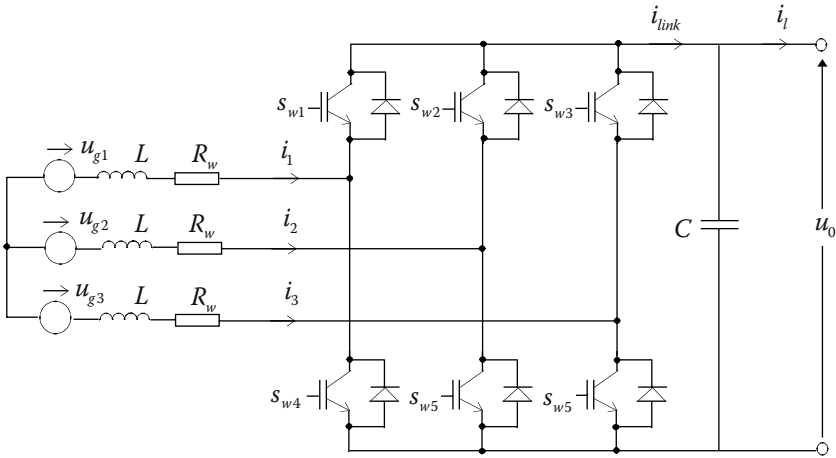 i_link i_l
s_w1 s_w2 s_w3
u_g1 L R_w i_1
u_g2 L R_w i_2
C u_0
u_g3 L R_w i_3
s_w4 s_w5 s_w5